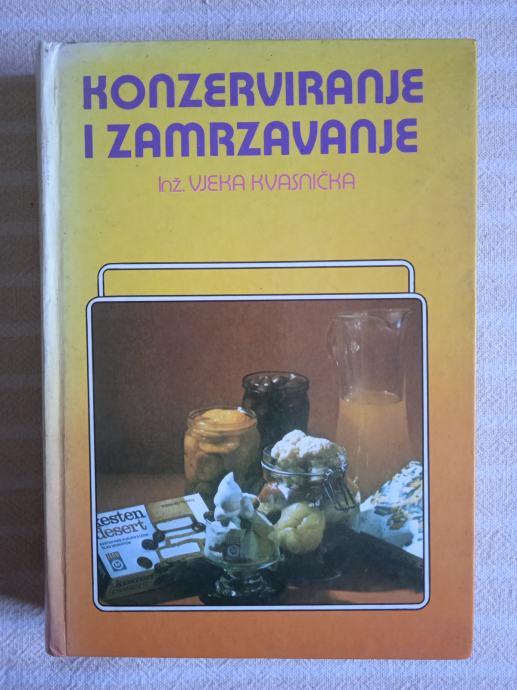 KONZERVIRANJE
I ZAMRZAVANJE
Inž. VJEKA KVASNIČKA
kesten
desert